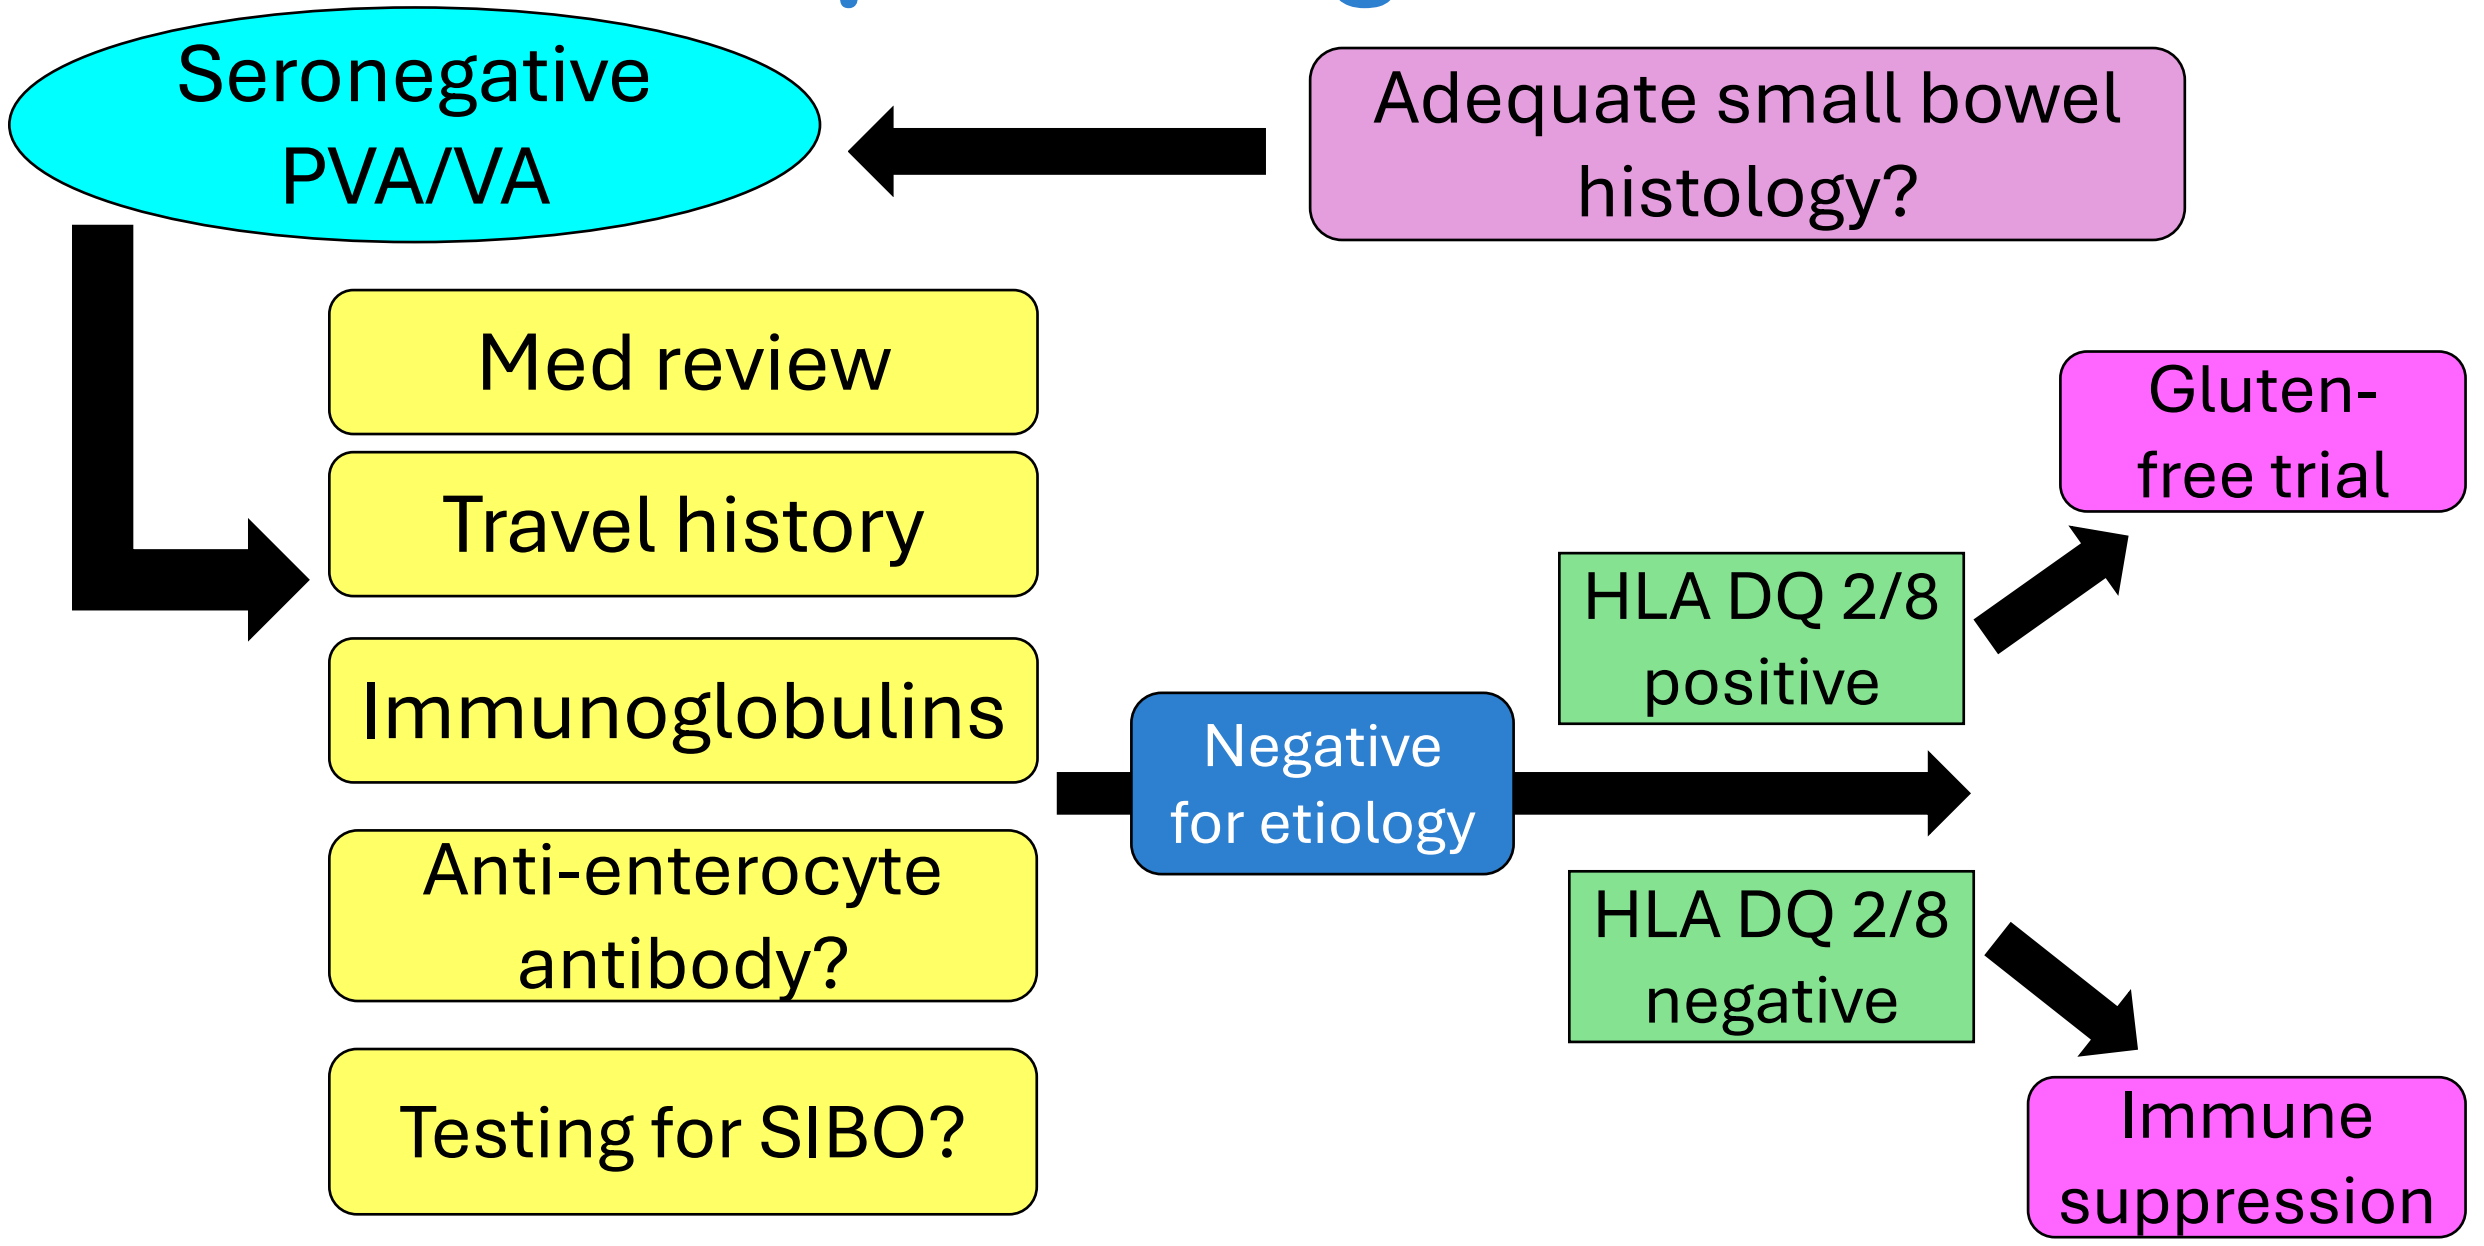 Seronegative
PVA/VA
Adequate small bowel
histology?
Med review
Travel history
Immunoglobulins
Anti-enterocyte
antibody?
Testing for SIBO?
Negative
for etiology
HLA DQ 2/8
positive
HLA DQ 2/8
negative
Gluten-
free trial
Immune
suppression